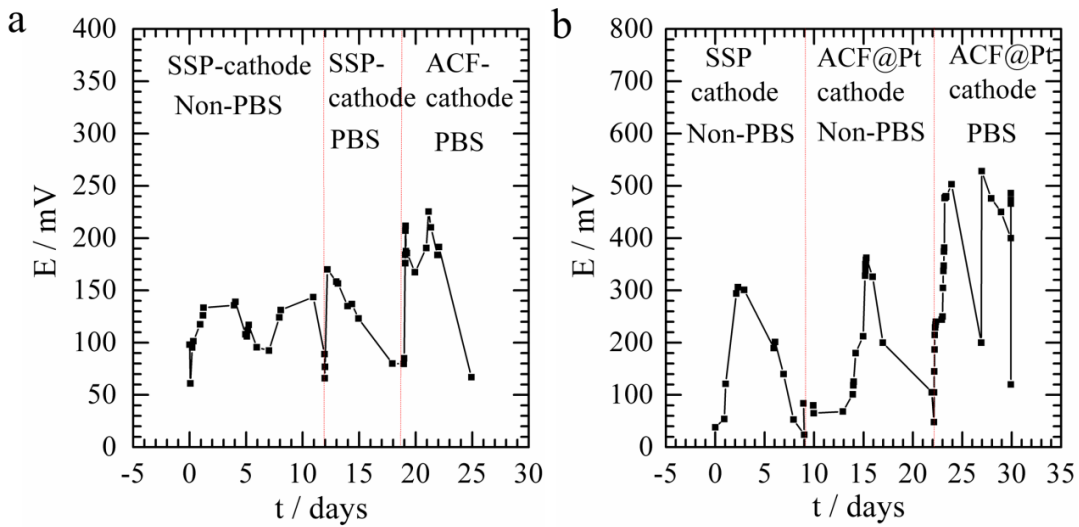 a
400
350
300
250
200
150
100
50
0
E / mV
SSP-cathode
Non-PBS
SSP-
cathode
PBS
ACF-
cathode
PBS
-5 0 5 10 15 20 25 30
t / days
b
800
700
600
500
400
300
200
100
0
E / mV
SSP
cathode
Non-PBS
ACF@Pt
cathode
Non-PBS
ACF@Pt
cathode
PBS
-5 0 5 10 15 20 25 30 35
t / days